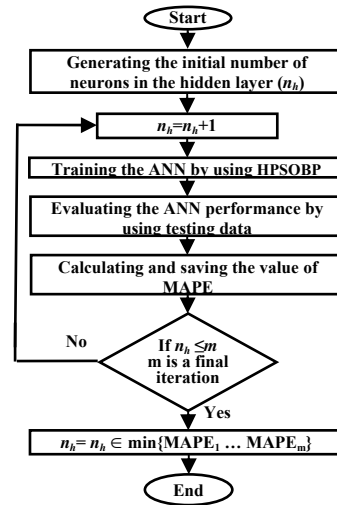 Start
Generating the initial number of
neurons in the hidden layer (nₕ)
nₕ=nₕ+1
Training the ANN by using HPSOBP
Evaluating the ANN performance by
using testing data
Calculating and saving the value of
MAPE
No
If nₕ ≤m
m is a final
iteration
Yes
nₕ= nₕ ∈ min{MAPE₁ … MAPEₘ}
End